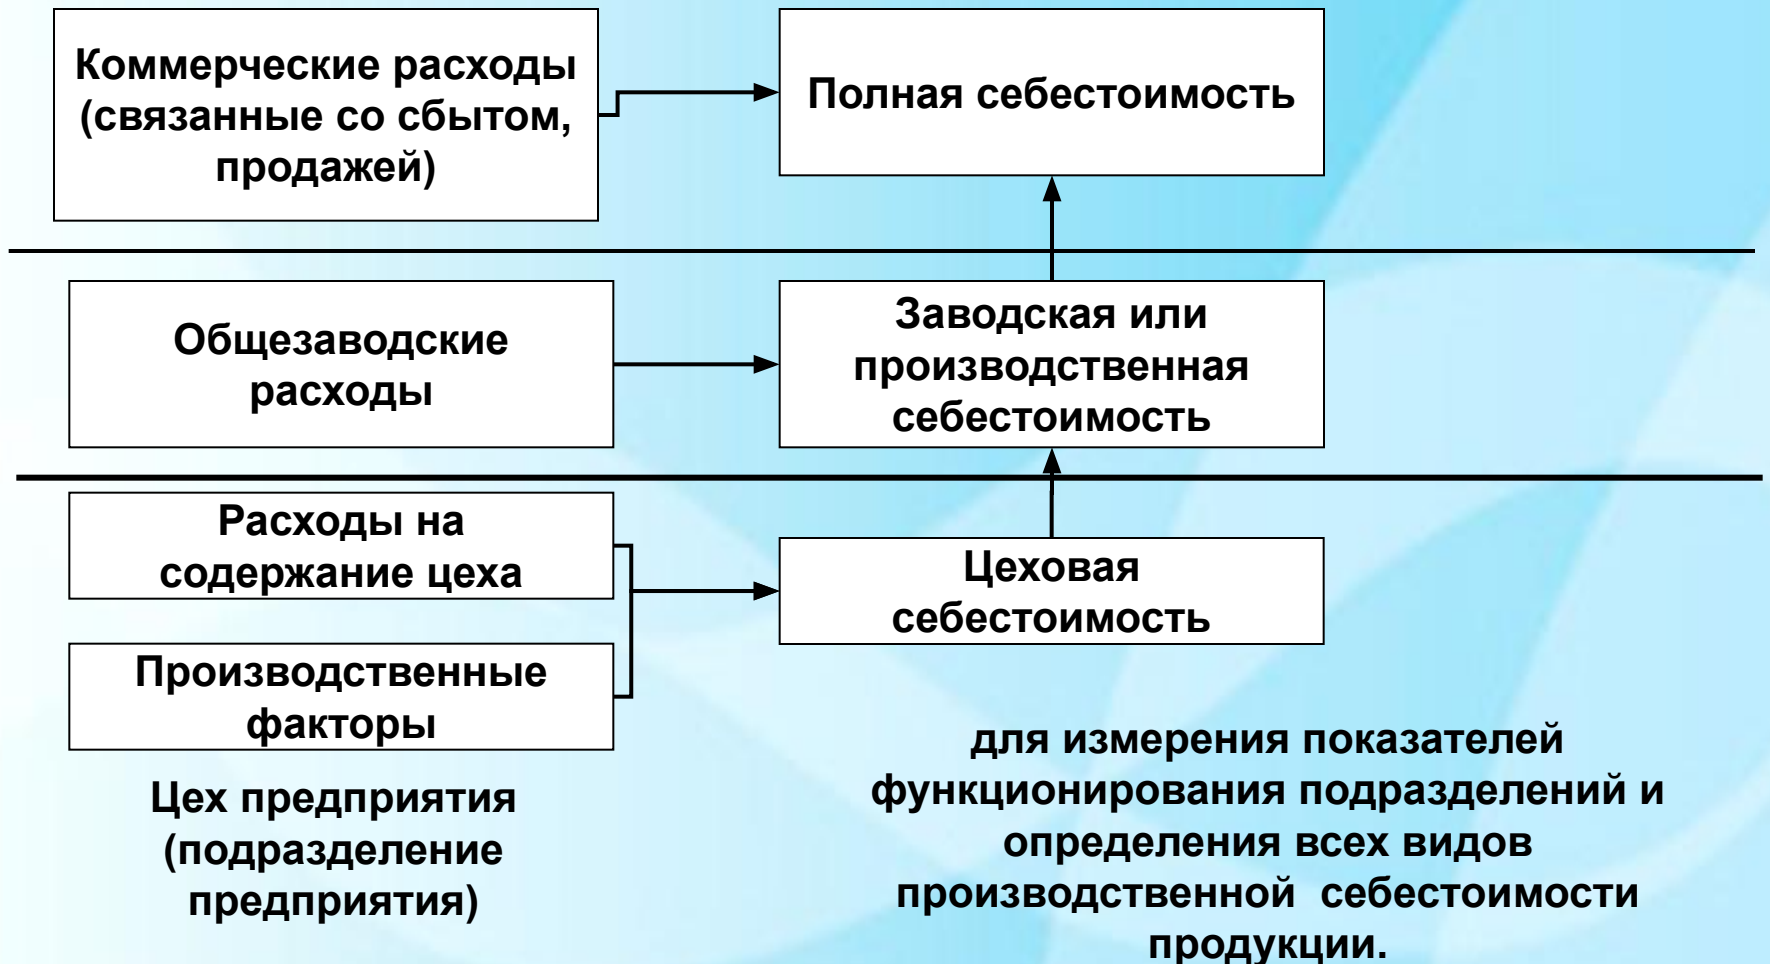 Коммерческие расходы
(связанные со сбытом,
продажей)
Полная себестоимость
Общезаводские
расходы
Заводская или
производственная
себестоимость
Расходы на
содержание цеха
Цеховая
себестоимость
Производственные
факторы
Цех предприятия
(подразделение
предприятия)
для измерения показателей
функционирования подразделений и
определения всех видов
производственной себестоимости
продукции.